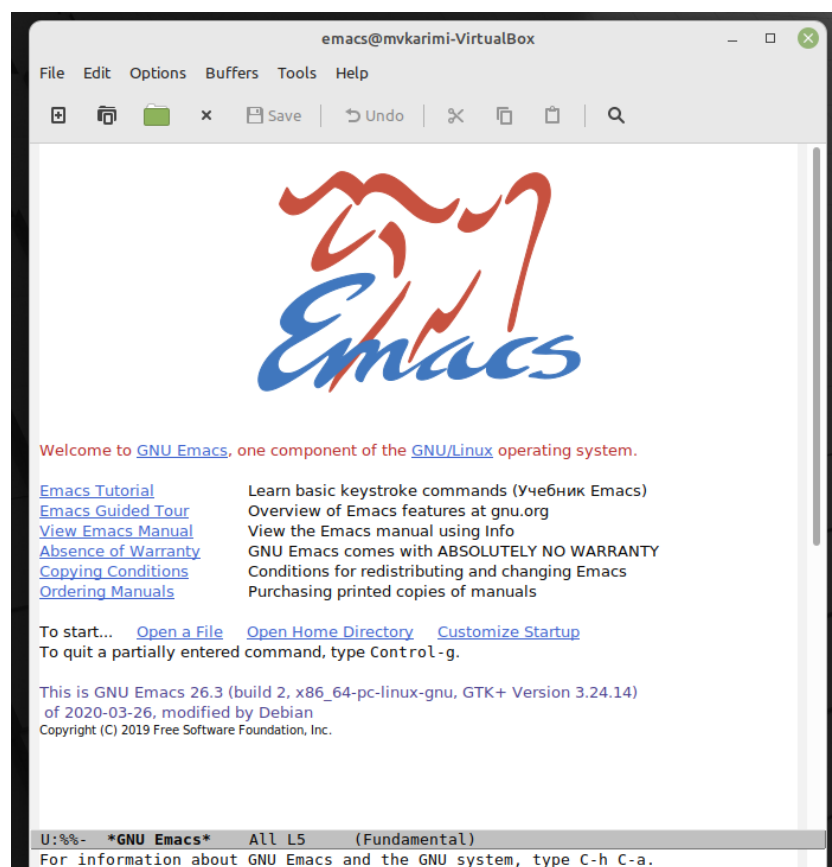 emacs@mvkarimi-VirtualBox
File Edit Options Buffers Tools Help
Save Undo
Emacs
Welcome to GNU Emacs, one component of the GNU/Linux operating system.
Emacs Tutorial Learn basic keystroke commands (Учебник Emacs)
Emacs Guided Tour Overview of Emacs features at gnu.org
View Emacs Manual View the Emacs manual using Info
Absence of Warranty GNU Emacs comes with ABSOLUTELY NO WARRANTY
Copying Conditions Conditions for redistributing and changing Emacs
Ordering Manuals Purchasing printed copies of manuals
To start... Open a File Open Home Directory Customize Startup
To quit a partially entered command, type Control-g.
This is GNU Emacs 26.3 (build 2, x86_64-pc-linux-gnu, GTK+ Version 3.24.14)
of 2020-03-26, modified by Debian
Copyright (C) 2019 Free Software Foundation, Inc.
U:%%- *GNU Emacs* All L5 (Fundamental)
For information about GNU Emacs and the GNU system, type C-h C-a.